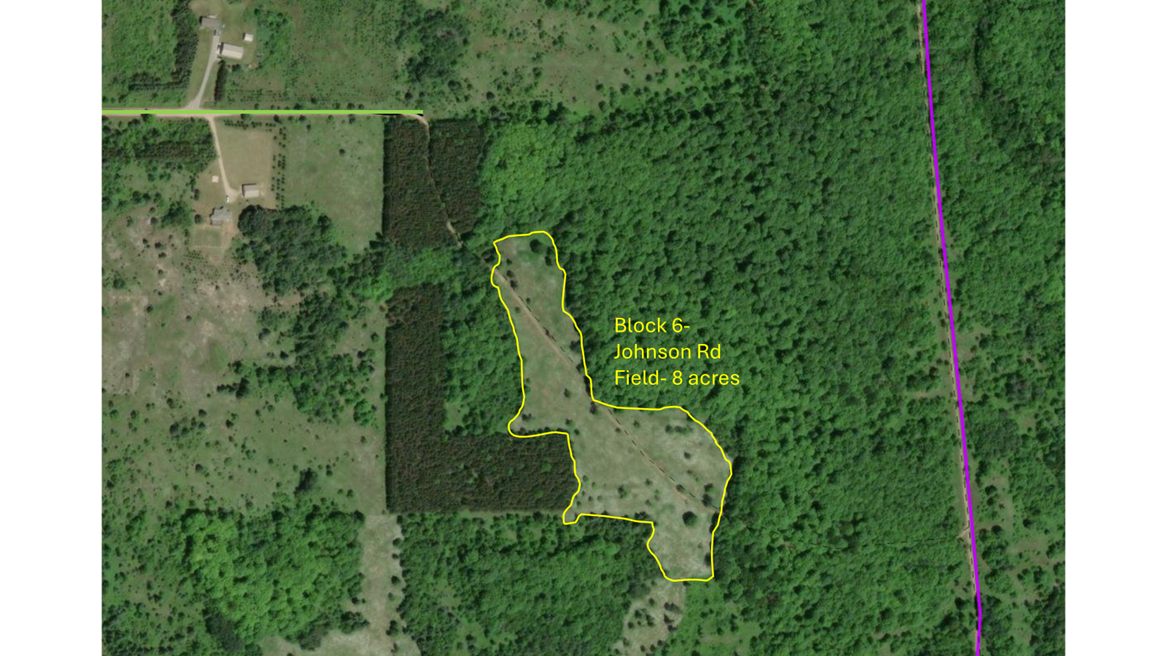 Block 6-
Johnson Rd
Field- 8 acres